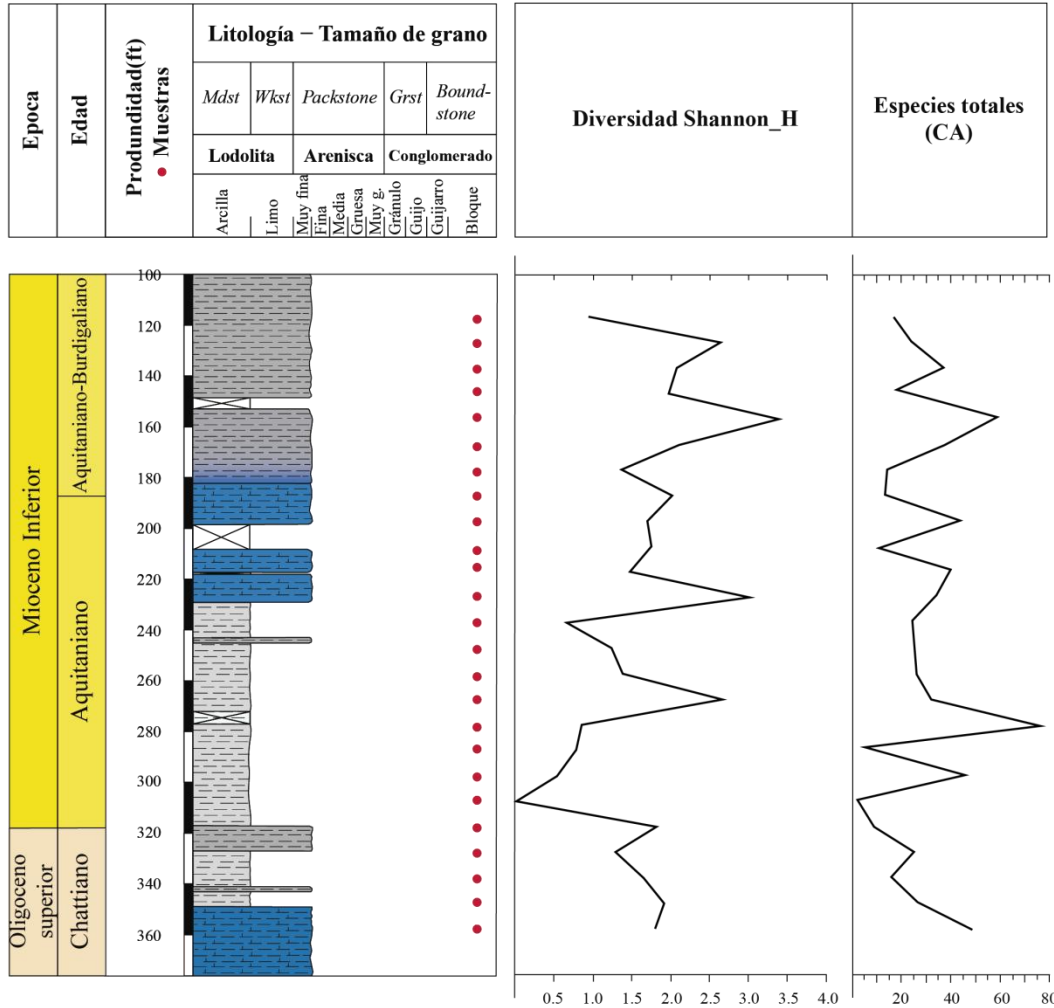 Epoca
Edad
Produndidad(ft)
Muestras
Litología − Tamaño de grano
Mdst
Wkst
Packstone
Grst
Bound-
stone
Lodolita
Arenisca
Conglomerado
Arcilla
Limo
Muy fina
Fina
Media
Gruesa
Muy g.
Gránulo
Guijo
Guijarro
Bloque
Diversidad Shannon_H
Especies totales
(CA)
Mioceno Inferior
Oligoceno
superior
Aquitaniano-Burdigaliano
Aquitaniano
Chattiano
100
120
140
160
180
200
220
240
260
280
300
320
340
360
0.5 1.0 1.5 2.0 2.5 3.0 3.5 4.0
20 40 60 80